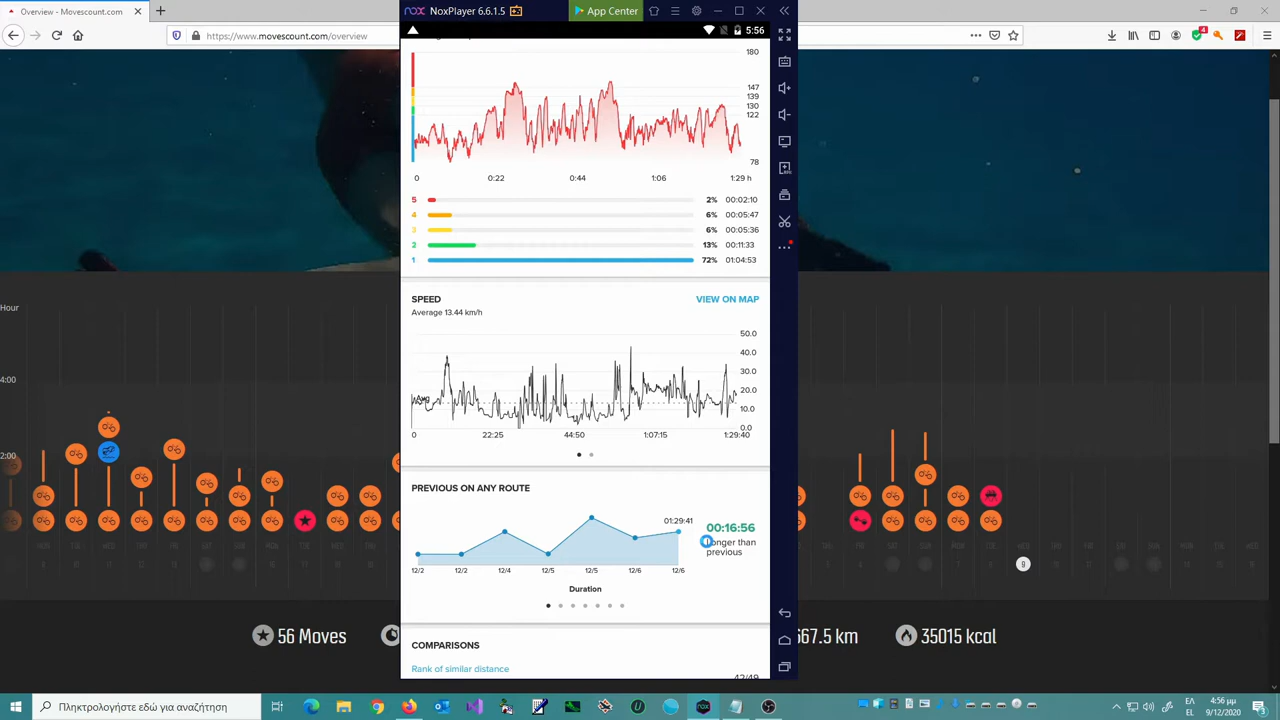 Overview - Movescount.com
https://www.movescount.com/overview
4
NoxPlayer 6.6.1.5
App Center
5:56
180
147
139
130
122
78
0 0:22 0:44 1:06 1:29 h
5 2% 00:02:10
4 6% 00:05:47
3 6% 00:05:36
2 13% 00:11:33
1 72% 01:04:53
SPEED
VIEW ON MAP
Average 13.44 km/h
50.0
40.0
30.0
20.0
Avg
10.0
0.0
0 22:25 44:50 1:07:15 1:29:40
PREVIOUS ON ANY ROUTE
01:29:41
00:16:56
longer than
previous
12/2 12/2 12/4 12/5 12/5 12/6 12/6
Duration
COMPARISONS
Rank of similar distance
42/49
Hour
4:00
2:00
9
56 Moves
67.5 km
35015 kcal
Πληκτρολογήστε εδώ για αναζήτηση
4:56 μμ
9/12/2020